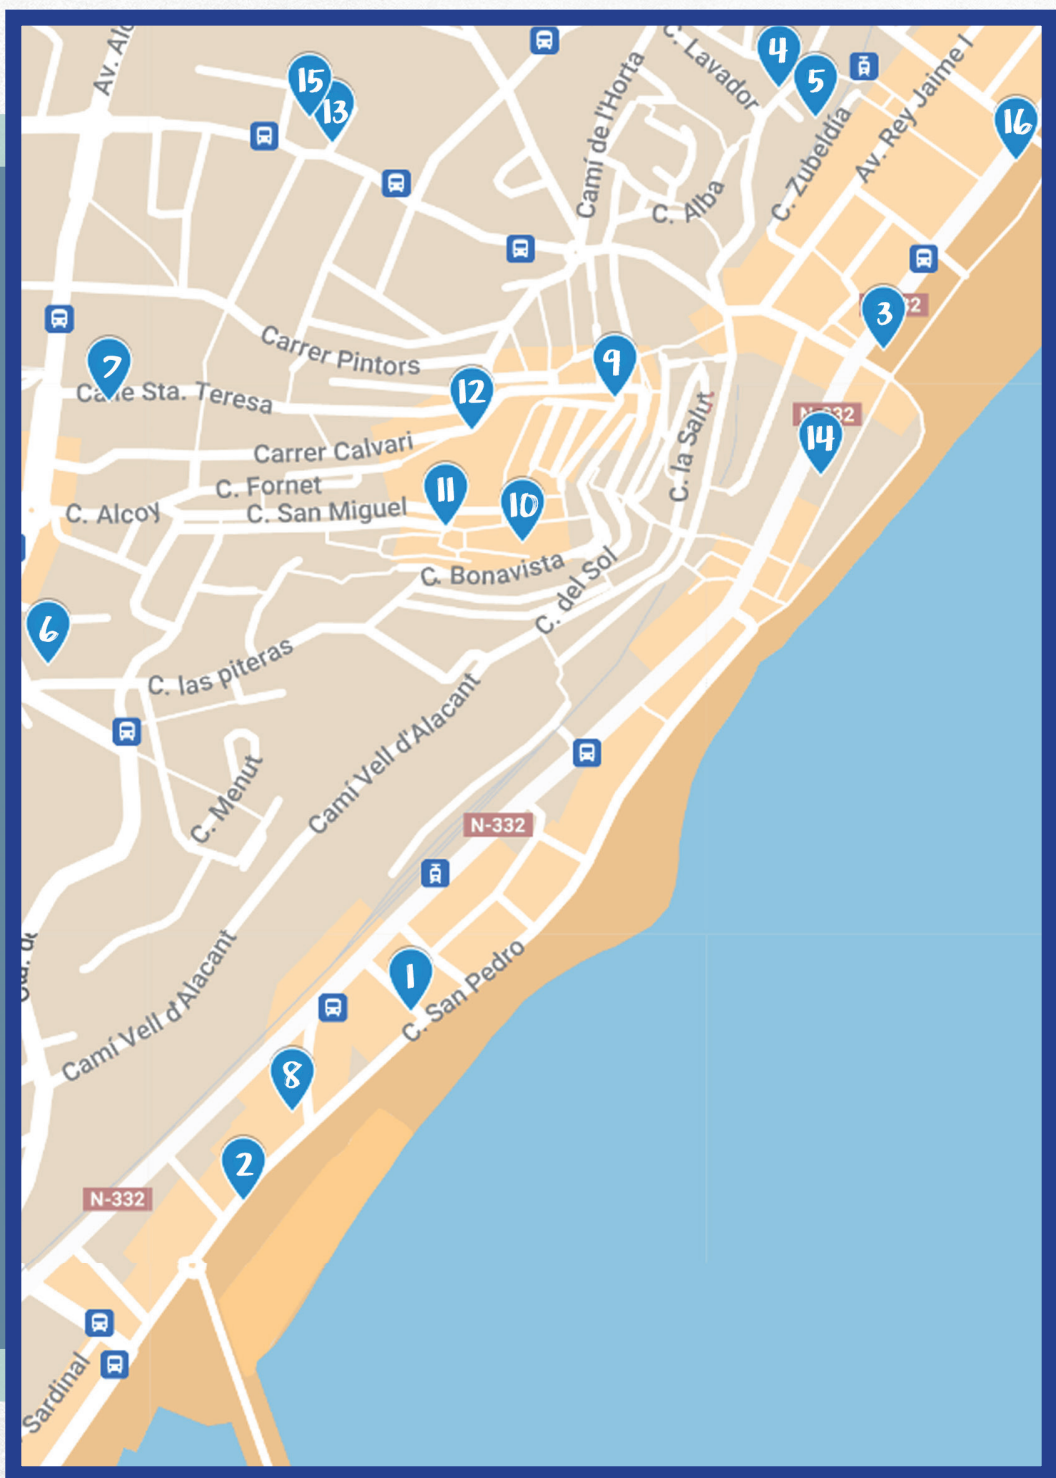 Av. Alc
C. Lavador
4
5
15
13
16
Camí de l'Horta
C. Zubeldía
Av. Rey Jaime I
C. Alba
3
7
Carrer Pintors
9
12
Calle Sta. Teresa
N-332
14
C. la Salut
Carrer Calvari
C. Fornet
11
10
C. Alcoy
C. San Miguel
C. Bonavista
C. del Sol
6
C. las piteras
C. Menut
Camí Vell d'Alacant
N-332
1
C. San Pedro
Camí Vell d'Alacant
8
2
N-332
Sardinal